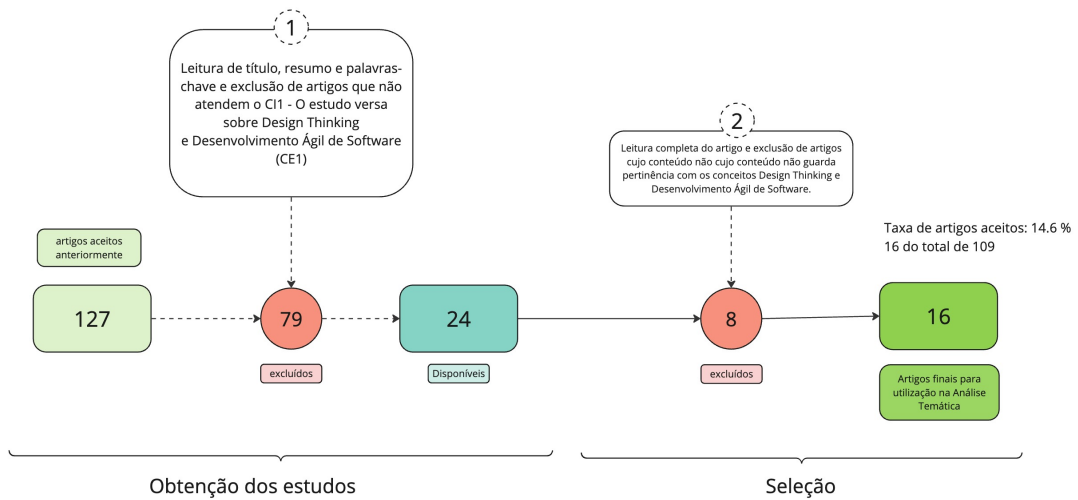 1
Leitura de título, resumo e palavras-
chave e exclusão de artigos que não
atendem o CI1 - O estudo versa
sobre Design Thinking
e Desenvolvimento Ágil de Software
(CE1)
2
Leitura completa do artigo e exclusão de artigos
cujo conteúdo não cujo conteúdo não guarda
pertinência com os conceitos Design Thinking e
Desenvolvimento Ágil de Software.
Taxa de artigos aceitos: 14.6 %
16 do total de 109
artigos aceitos
anteriormente
127
79
24
8
16
excluídos
Disponíveis
excluídos
Artigos finais para
utilização na Análise
Temática
Obtenção dos estudos
Seleção